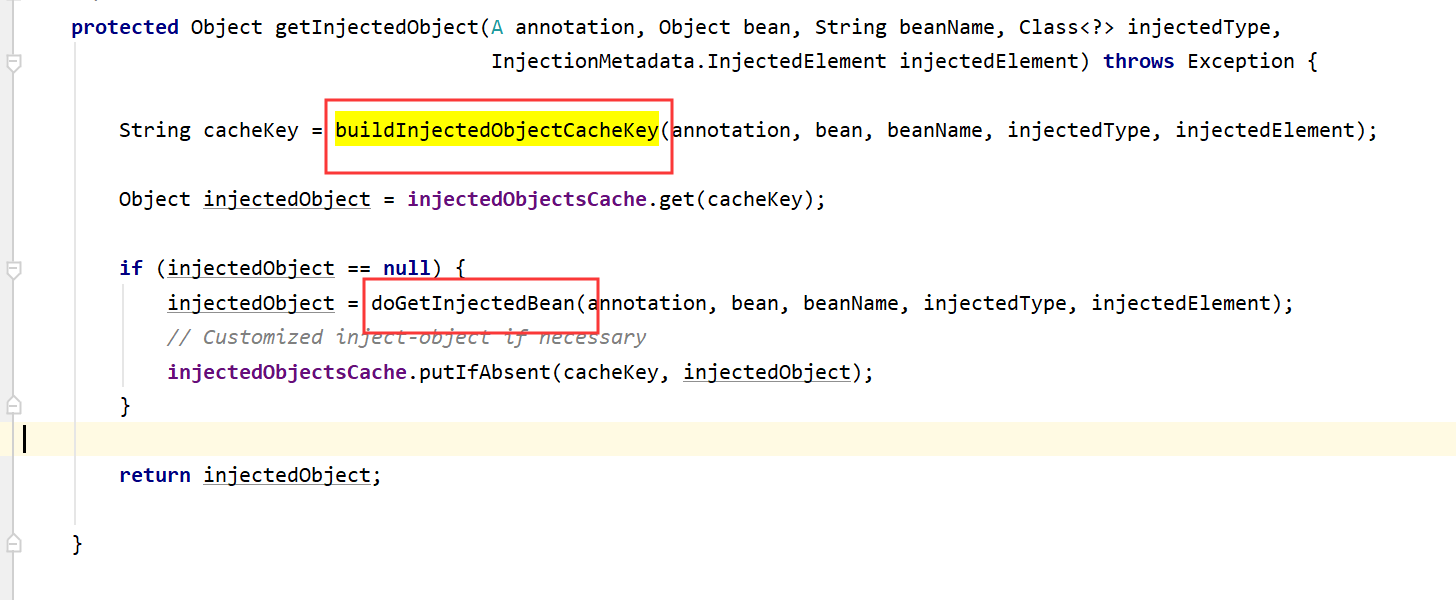 protected Object getInjectedObject(A annotation, Object bean, String beanName, Class<?> injectedType,
InjectionMetadata.InjectedElement injectedElement) throws Exception {
String cacheKey = buildInjectedObjectCacheKey(annotation, bean, beanName, injectedType, injectedElement);
Object injectedObject = injectedObjectsCache.get(cacheKey);
if (injectedObject == null) {
injectedObject = doGetInjectedBean(annotation, bean, beanName, injectedType, injectedElement);
// Customized inject-object if necessary
injectedObjectsCache.putIfAbsent(cacheKey, injectedObject);
}
return injectedObject;
}